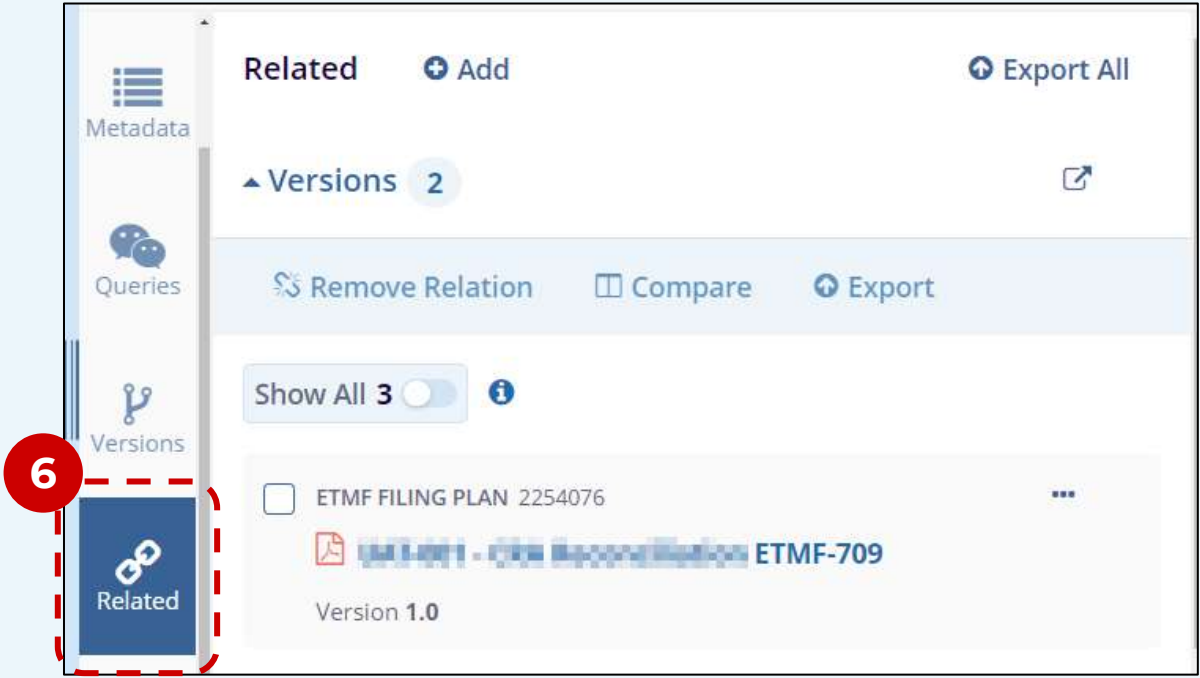 Metadata
Queries
Versions
6
Related
Related Add Export All
Versions 2
Remove Relation Compare Export
Show All 3
ETMF FILING PLAN 2254076
ETMF-709
Version 1.0